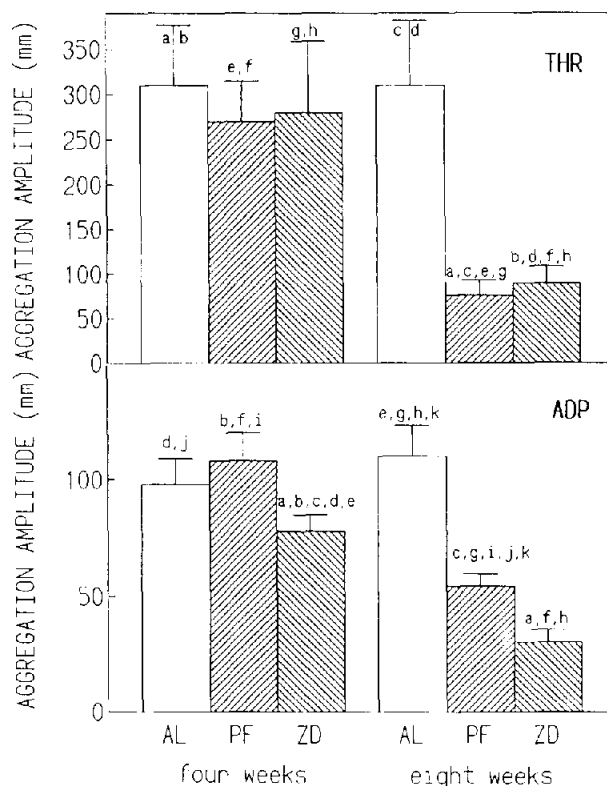 AGGREGATION AMPLITUDE (mm)
350
300
250
200
150
100
50
0
THR
a,b
e,f
g,h
c,d
a,c,e,g
b,d,f,h
AGGREGATION AMPLITUDE (mm)
100
50
0
ADP
d,j
b,f,i
a,b,c,d,e
e,g,h,k
c,g,i,j,k
a,f,h
AL PF ZD AL PF ZD
four weeks eight weeks